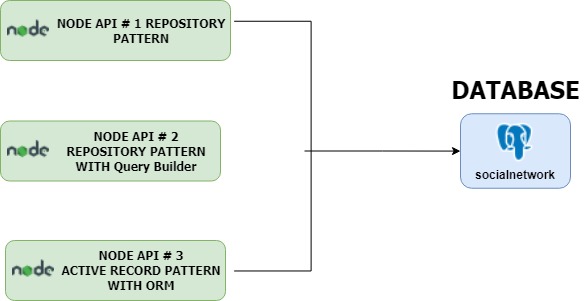 node
NODE API # 1 REPOSITORY
PATTERN
DATABASE
node
NODE API # 2
REPOSITORY PATTERN
WITH Query Builder
socialnetwork
node
NODE API # 3
ACTIVE RECORD PATTERN
WITH ORM